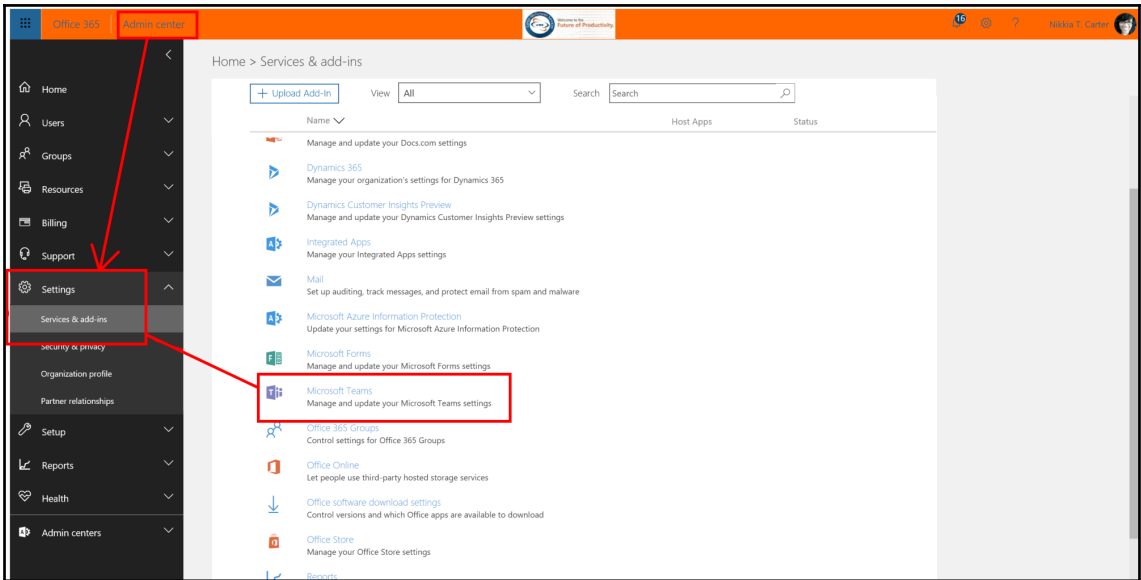 Office 365
Admin center
Welcome to the
Future of Productivity
16
?
Nikkia T. Carter
Home > Services & add-ins
Home
Users
Groups
Resources
Billing
Support
Settings
Services & add-ins
Security & privacy
Organization profile
Partner relationships
Setup
Reports
Health
Admin centers
+ Upload Add-In
View
All
Search
Search
Name
Host Apps
Status
Manage and update your Docs.com settings
Dynamics 365
Manage your organization's settings for Dynamics 365
Dynamics Customer Insights Preview
Manage and update your Dynamics Customer Insights Preview settings
Integrated Apps
Manage your Integrated Apps settings
Mail
Set up auditing, track messages, and protect email from spam and malware
Microsoft Azure Information Protection
Update your settings for Microsoft Azure Information Protection
Microsoft Forms
Manage and update your Microsoft Forms settings
Microsoft Teams
Manage and update your Microsoft Teams settings
Office 365 Groups
Control settings for Office 365 Groups
Office Online
Let people use third-party hosted storage services
Office software download settings
Control versions and which Office apps are available to download
Office Store
Manage your Office Store settings
Reports